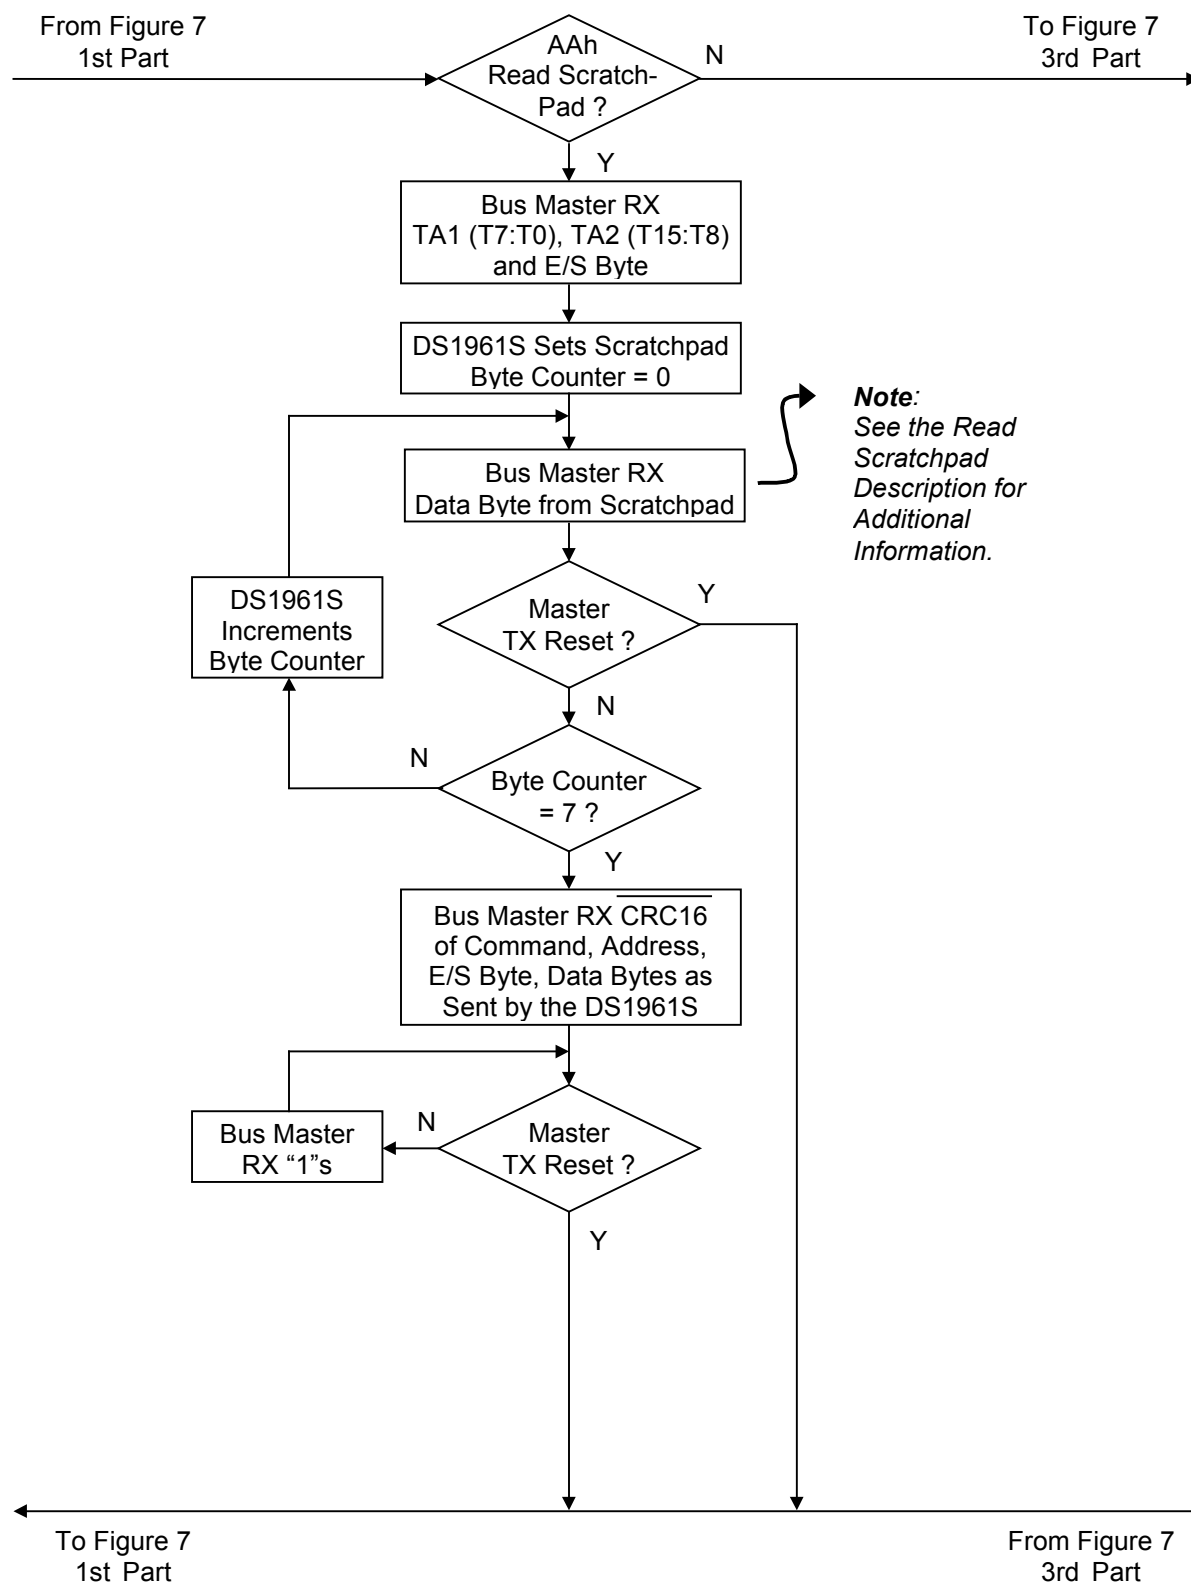 From Figure 7
1st Part
AAh
Read Scratch-
Pad ?
N
To Figure 7
3rd Part
Y
Bus Master RX
TA1 (T7:T0), TA2 (T15:T8)
and E/S Byte
DS1961S Sets Scratchpad
Byte Counter = 0
Note:
See the Read
Scratchpad
Description for
Additional
Information.
Bus Master RX
Data Byte from Scratchpad
DS1961S
Increments
Byte Counter
Master
TX Reset ?
Y
N
N
Byte Counter
= 7 ?
Y
Bus Master RX CRC16
of Command, Address,
E/S Byte, Data Bytes as
Sent by the DS1961S
Bus Master
RX “1”s
N
Master
TX Reset ?
Y
To Figure 7
1st Part
From Figure 7
3rd Part